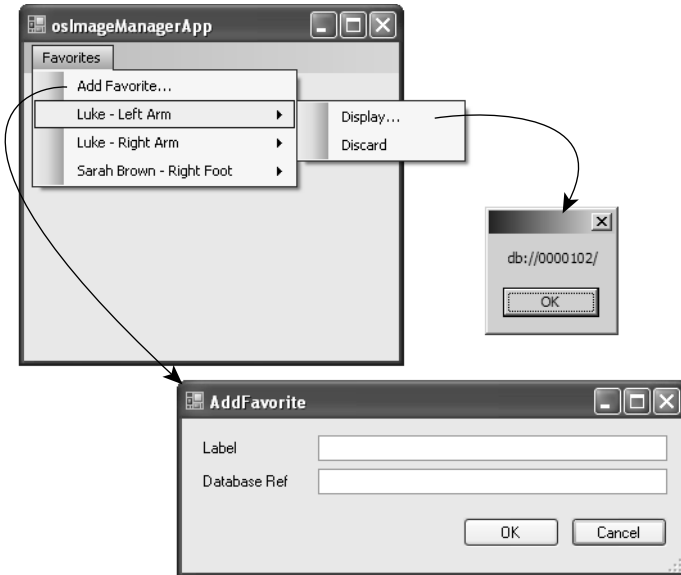 osImageManagerApp
Favorites
Add Favorite...
Luke - Left Arm
Luke - Right Arm
Sarah Brown - Right Foot
Display...
Discard
db://0000102/
OK
AddFavorite
Label
Database Ref
OK
Cancel